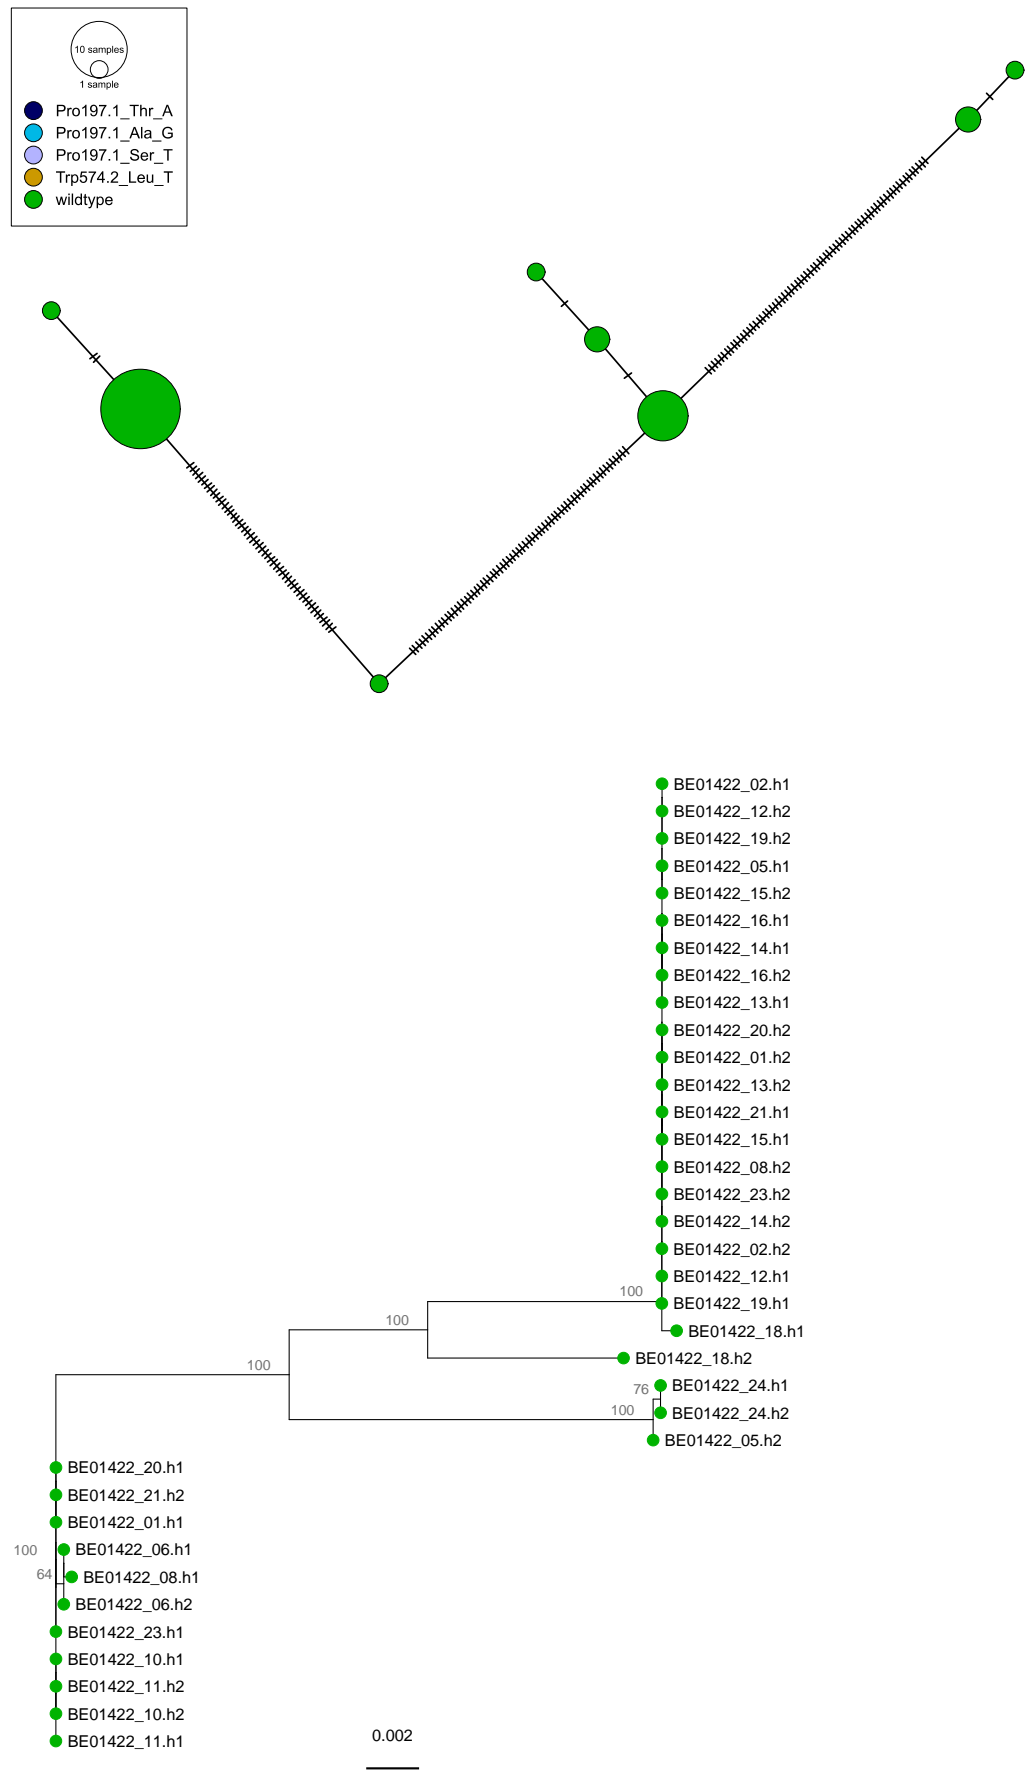 10 samples
1 sample
Pro197.1_Thr_A
Pro197.1_Ala_G
Pro197.1_Ser_T
Trp574.2_Leu_T
wildtype
BE01422_02.h1
BE01422_12.h2
BE01422_19.h2
BE01422_05.h1
BE01422_15.h2
BE01422_16.h1
BE01422_14.h1
BE01422_16.h2
BE01422_13.h1
BE01422_20.h2
BE01422_01.h2
BE01422_13.h2
BE01422_21.h1
BE01422_15.h1
BE01422_08.h2
BE01422_23.h2
BE01422_14.h2
BE01422_02.h2
BE01422_12.h1
100
BE01422_19.h1
100
BE01422_18.h1
BE01422_18.h2
100
76
BE01422_24.h1
100
BE01422_24.h2
BE01422_05.h2
BE01422_20.h1
BE01422_21.h2
BE01422_01.h1
100
BE01422_06.h1
64
BE01422_08.h1
BE01422_06.h2
BE01422_23.h1
BE01422_10.h1
BE01422_11.h2
BE01422_10.h2
BE01422_11.h1
0.002